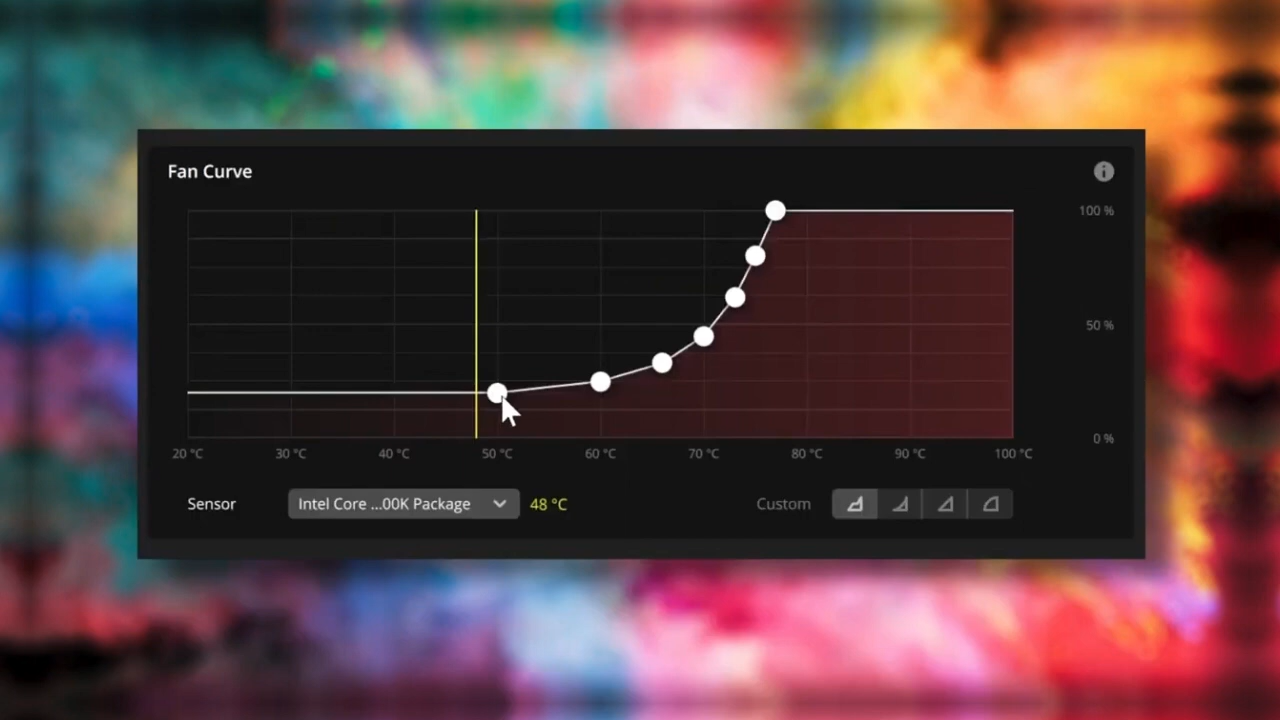 Fan Curve
100 %
50 %
0 %
20 °C 30 °C 40 °C 50 °C 60 °C 70 °C 80 °C 90 °C 100 °C
Sensor Intel Core ...00K Package 48 °C Custom